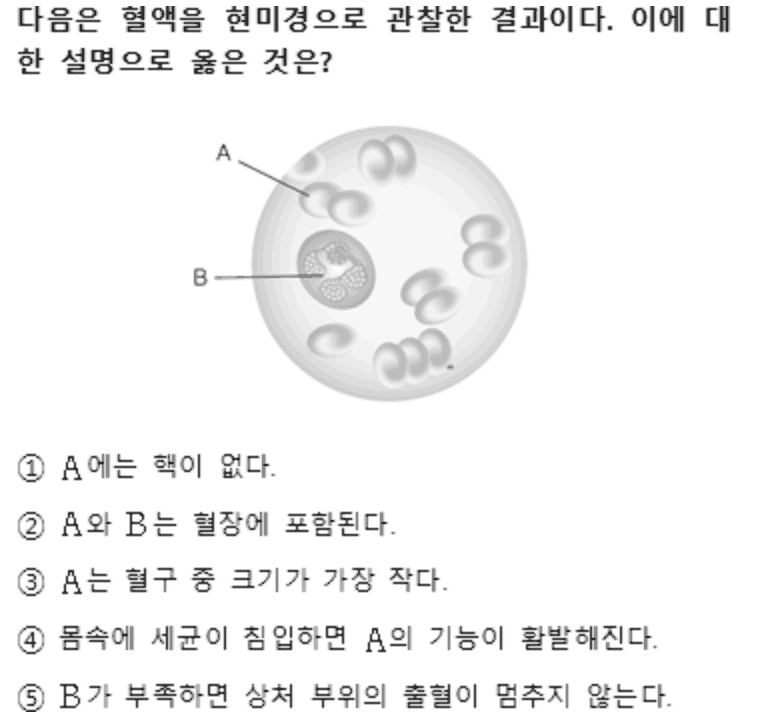 다음은 혈액을 현미경으로 관찰한 결과이다. 이에 대
한 설명으로 옳은 것은?
A
B
① A에는 핵이 없다.
② A와 B는 혈장에 포함된다.
③ A는 혈구 중 크기가 가장 작다.
④ 몸속에 세균이 침입하면 A의 기능이 활발해진다.
⑤ B가 부족하면 상처 부위의 출혈이 멈추지 않는다.